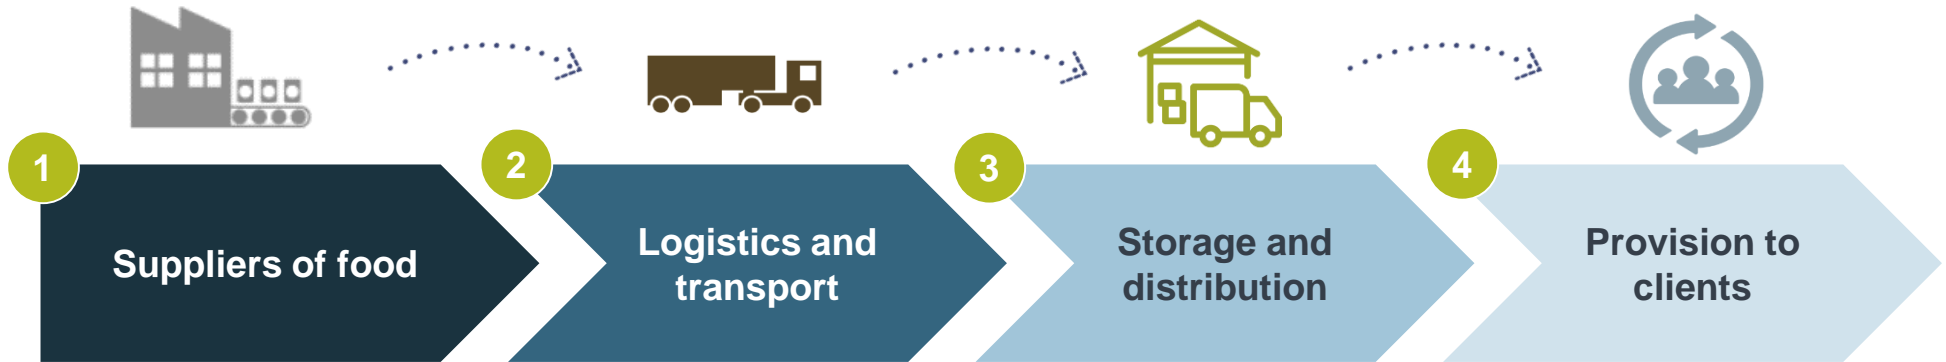 1
Suppliers of food
2
Logistics and
transport
3
Storage and
distribution
4
Provision to
clients